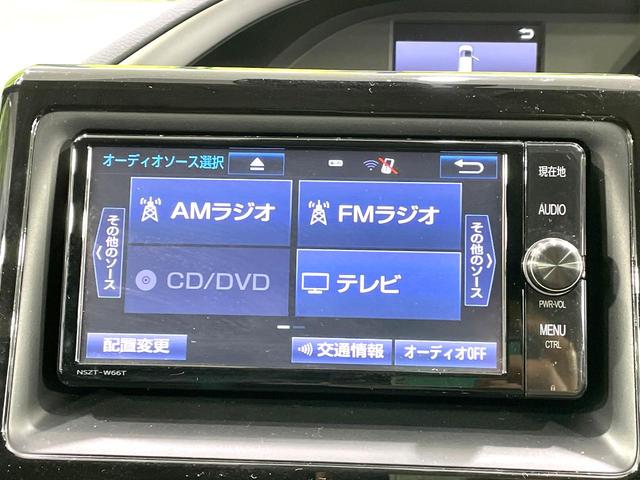 オーディオソース選択
現在地
AUDIO
その他のソース
AMラジオ
FMラジオ
その他のソース
CD/DVD
テレビ
PWR-VOL
MENU
CTRL
配置変更
交通情報
オーディオOFF
NSZT-W66T